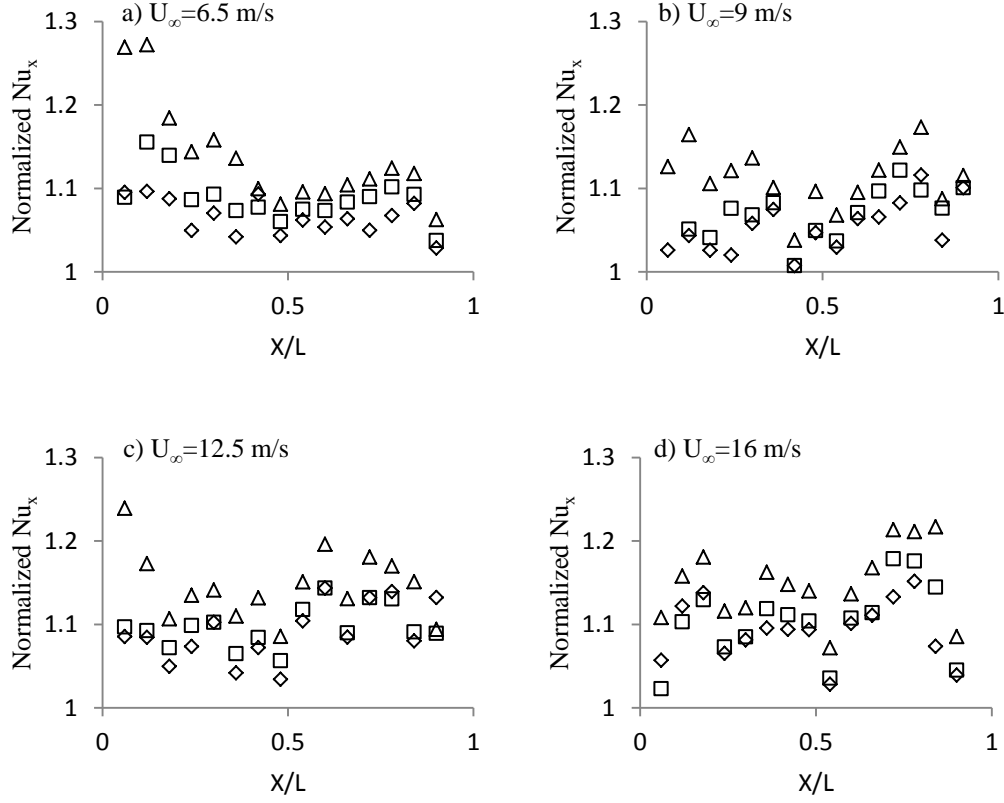 a) U∞=6.5 m/s
Normalized Nux
1.3
1.2
1.1
1
0 0.5 1
X/L
b) U∞=9 m/s
Normalized Nux
1.3
1.2
1.1
1
0 0.5 1
X/L
c) U∞=12.5 m/s
Normalized Nux
1.3
1.2
1.1
1
0 0.5 1
X/L
d) U∞=16 m/s
Normalized Nux
1.3
1.2
1.1
1
0 0.5 1
X/L